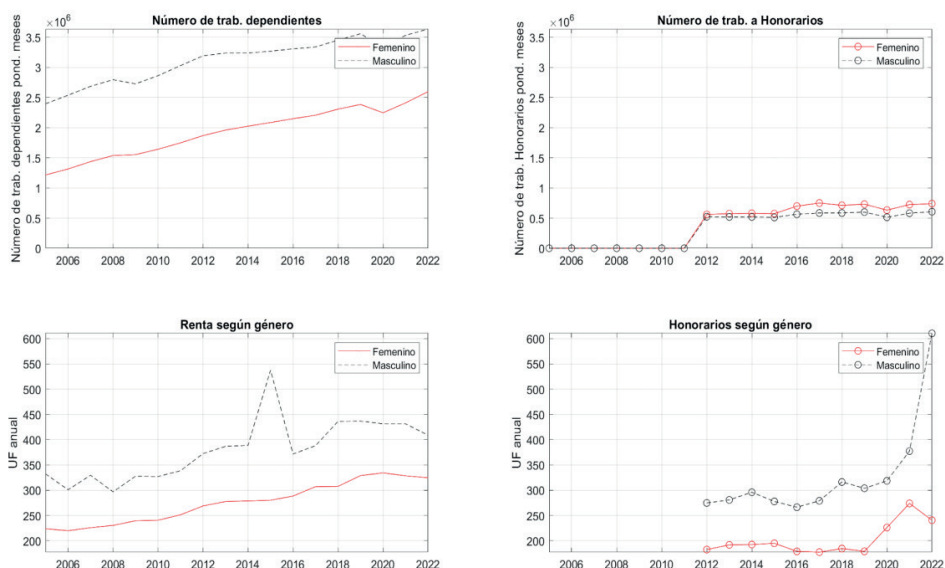 Número de trab. dependientes
×10⁶
Número de trab. dependientes pond. meses
3.5
3
2.5
2
1.5
1
0.5
0
2006 2008 2010 2012 2014 2016 2018 2020 2022
Femenino
Masculino
Número de trab. a Honorarios
×10⁶
Número de trab. Honorarios pond. meses
3.5
3
2.5
2
1.5
1
0.5
0
2006 2008 2010 2012 2014 2016 2018 2020 2022
Femenino
Masculino
Renta según género
UF anual
600
550
500
450
400
350
300
250
200
2006 2008 2010 2012 2014 2016 2018 2020 2022
Femenino
Masculino
Honorarios según género
UF anual
600
550
500
450
400
350
300
250
200
2006 2008 2010 2012 2014 2016 2018 2020 2022
Femenino
Masculino